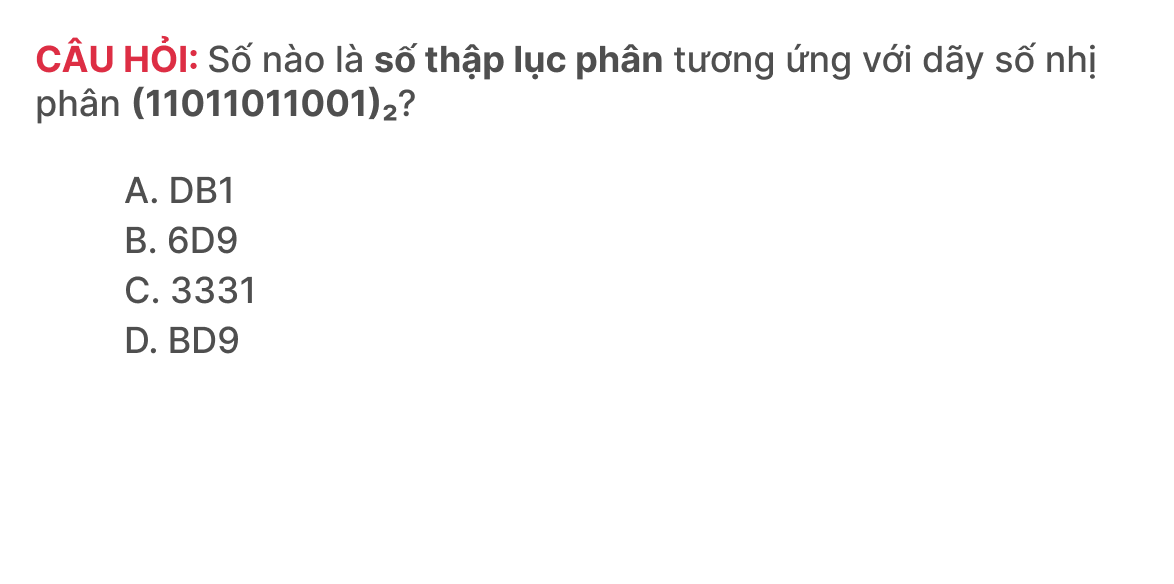 CÂU HỎI: Số nào là số thập lục phân tương ứng với dãy số nhị
phân (11011011001)₂?
A. DB1
B. 6D9
C. 3331
D. BD9